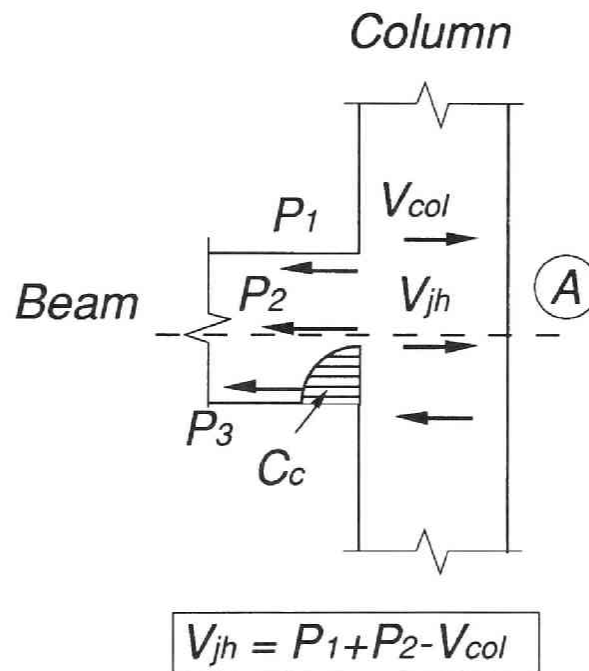 Column
P1
Vcol
Beam
P2
Vjh
A
P3
Cc
Vjh = P1+P2-Vcol